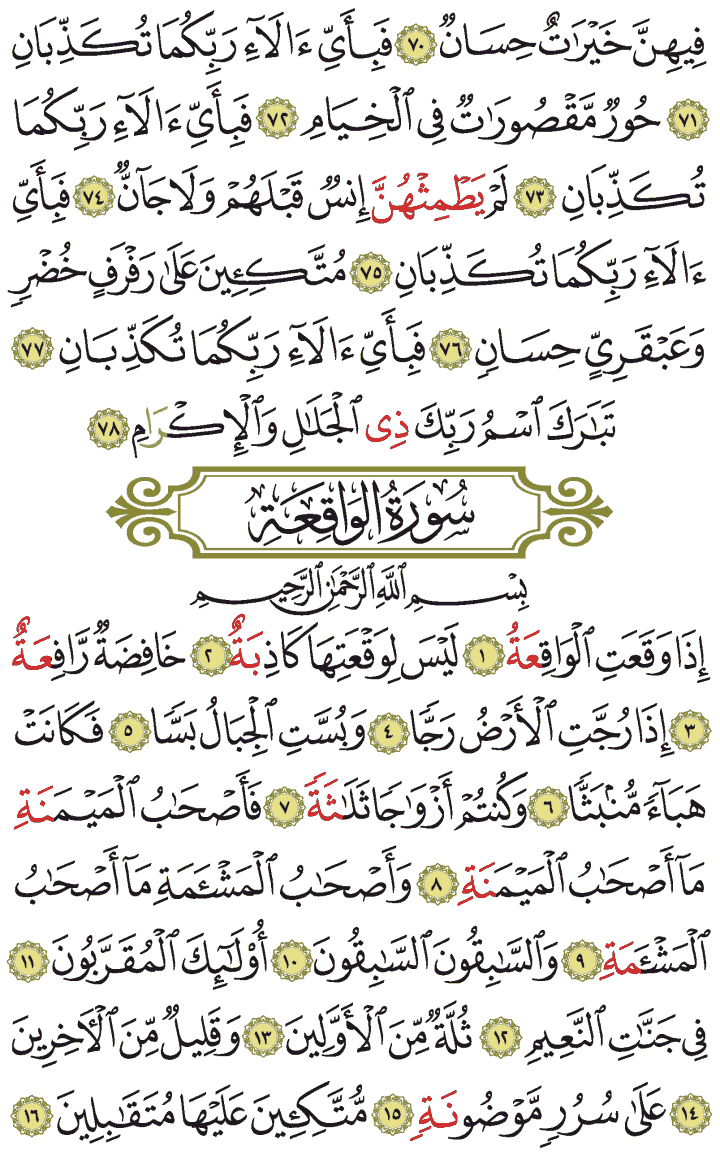 فِيهِنَّ خَيْرَٰتٌ حِسَانٌ ٧٠ فَبِأَيِّ ءَالَآءِ رَبِّكُمَا تُكَذِّبَانِ
٧١ حُورٌ مَّقْصُورَٰتٌ فِي ٱلْخِيَامِ ٧٢ فَبِأَيِّ ءَالَآءِ رَبِّكُمَا
تُكَذِّبَانِ ٧٣ لَمْ يَطْمِثْهُنَّ إِنسٌ قَبْلَهُمْ وَلَا جَآنٌّ ٧٤ فَبِأَيِّ
ءَالَآءِ رَبِّكُمَا تُكَذِّبَانِ ٧٥ مُتَّكِـِٔينَ عَلَىٰ رَفْرَفٍ خُضْرٍ
وَعَبْقَرِيٍّ حِسَانٍ ٧٦ فَبِأَيِّ ءَالَآءِ رَبِّكُمَا تُكَذِّبَانِ ٧٧
تَبَٰرَكَ ٱسْمُ رَبِّكَ ذِي ٱلْجَلَٰلِ وَٱلْإِكْرَامِ ٧٨
سُورَةُ الوَاقِعَةِ
بِسْمِ ٱللَّهِ ٱلرَّحْمَٰنِ ٱلرَّحِيمِ
إِذَا وَقَعَتِ ٱلْوَاقِعَةُ ١ لَيْسَ لِوَقْعَتِهَا كَاذِبَةٌ ٢ خَافِضَةٌ رَّافِعَةٌ
٣ إِذَا رُجَّتِ ٱلْأَرْضُ رَجًّا ٤ وَبُسَّتِ ٱلْجِبَالُ بَسًّا ٥ فَكَانَتْ
هَبَآءً مُّنۢبَثًّا ٦ وَكُنتُمْ أَزْوَٰجًا ثَلَٰثَةً ٧ فَأَصْحَٰبُ ٱلْمَيْمَنَةِ
مَآ أَصْحَٰبُ ٱلْمَيْمَنَةِ ٨ وَأَصْحَٰبُ ٱلْمَشْـَٔمَةِ مَآ أَصْحَٰبُ
ٱلْمَشْـَٔمَةِ ٩ وَٱلسَّٰبِقُونَ ٱلسَّٰبِقُونَ ١٠ أُو۟لَٰٓئِكَ ٱلْمُقَرَّبُونَ ١١
فِي جَنَّٰتِ ٱلنَّعِيمِ ١٢ ثُلَّةٌ مِّنَ ٱلْأَوَّلِينَ ١٣ وَقَلِيلٌ مِّنَ ٱلْـَٔاخِرِينَ
١٤ عَلَىٰ سُرُرٍ مَّوْضُونَةٍ ١٥ مُّتَّكِـِٔينَ عَلَيْهَا مُتَقَٰبِلِينَ ١٦